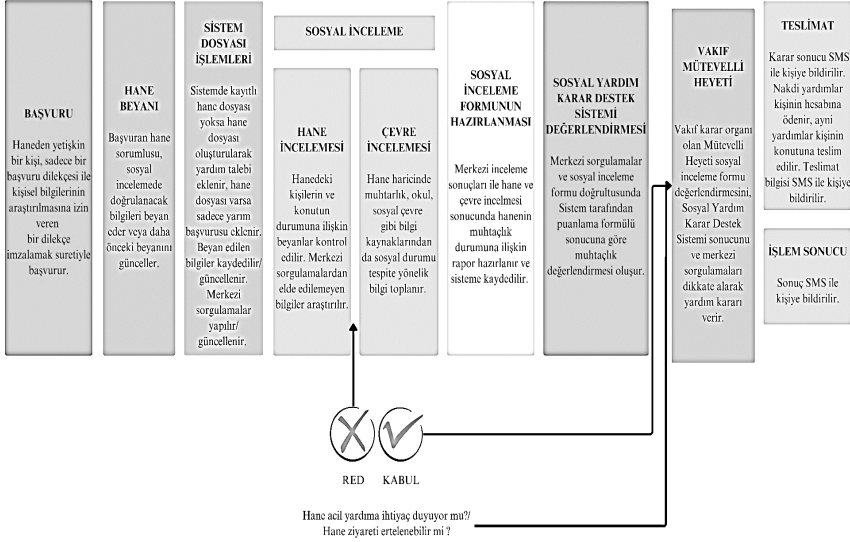 BAŞVURU
Haneden yetişkin
bir kişi, sadece bir
başvuru dilekçesi ile
kişisel bilgilerinin
araştırılmasına izin
veren
bir dilekçe
imzalamak suretiyle
başvurur.
HANE
BEYANI
Başvuran hane
sorumlusu,
sosyal
incelemede
doğrulanacak
bilgileri beyan
eder veya daha
önceki beyanını
günceller.
SİSTEM
DOSYASI
İŞLEMLERİ
Sistemde kayıtlı
hane dosyası
yoksa hane
dosyası
oluşturularak
yardım talebi
eklenir, hane
dosyası varsa
sadece yarım
başvurusu eklenir.
Beyan edilen
bilgiler kaydedilir/
güncellenir.
Merkezi
sorgulamalar
yapılır/
güncellenir.
SOSYAL İNCELEME
HANE
İNCELEMESİ
Hanedeki
kişilerin ve
konutun
durumuna ilişkin
beyanlar kontrol
edilir. Merkezi
sorgulamalardan
elde edilemeyen
bilgiler araştırılır.
ÇEVRE
İNCELEMESİ
Hane haricinde
muhtarlık, okul,
sosyal çevre
gibi bilgi
kaynaklarından
da sosyal durumu
tespite yönelik
bilgi toplanır.
SOSYAL
İNCELEME
FORMUNUN
HAZIRLANMASI
Merkezi inceleme
sonuçları ile hane ve
çevre incelmesi
sonucunda hanenin
muhtaçlık
durumuna ilişkin
rapor hazırlanır ve
sisteme kaydedilir.
SOSYAL YARDIM
KARAR DESTEK
SİSTEMİ
DEĞERLENDİRMESİ
Merkezi sorgulamalar
ve sosyal inceleme
formu doğrultusunda
Sistem tarafından
puanlama formülü
sonucuna göre
muhtaçlık
değerlendirmesi oluşur.
VAKIF
MÜTEVELLİ
HEYETİ
Vakıf karar organı
olan Mütevelli
Heyeti sosyal
inceleme formu
değerlendirmesini,
Sosyal Yardım
Karar Destek
Sistemi sonucunu
ve merkezi
sorgulamaları
dikkate alarak
yardım kararı
verir.
TESLİMAT
Karar sonucu SMS
ile kişiye bildirilir.
Nakdi yardımlar
kişinin hesabına
ödenir, ayni
yardımlar kişinin
konutuna teslim
edilir. Teslimat
bilgisi SMS ile kişiye
bildirilir.
İŞLEM SONUCU
Sonuç SMS ile
kişiye bildirilir.
RED KABUL
Hane acil yardıma ihtiyaç duyuyor mu?/
Hane ziyareti ertelenebilir mi ?